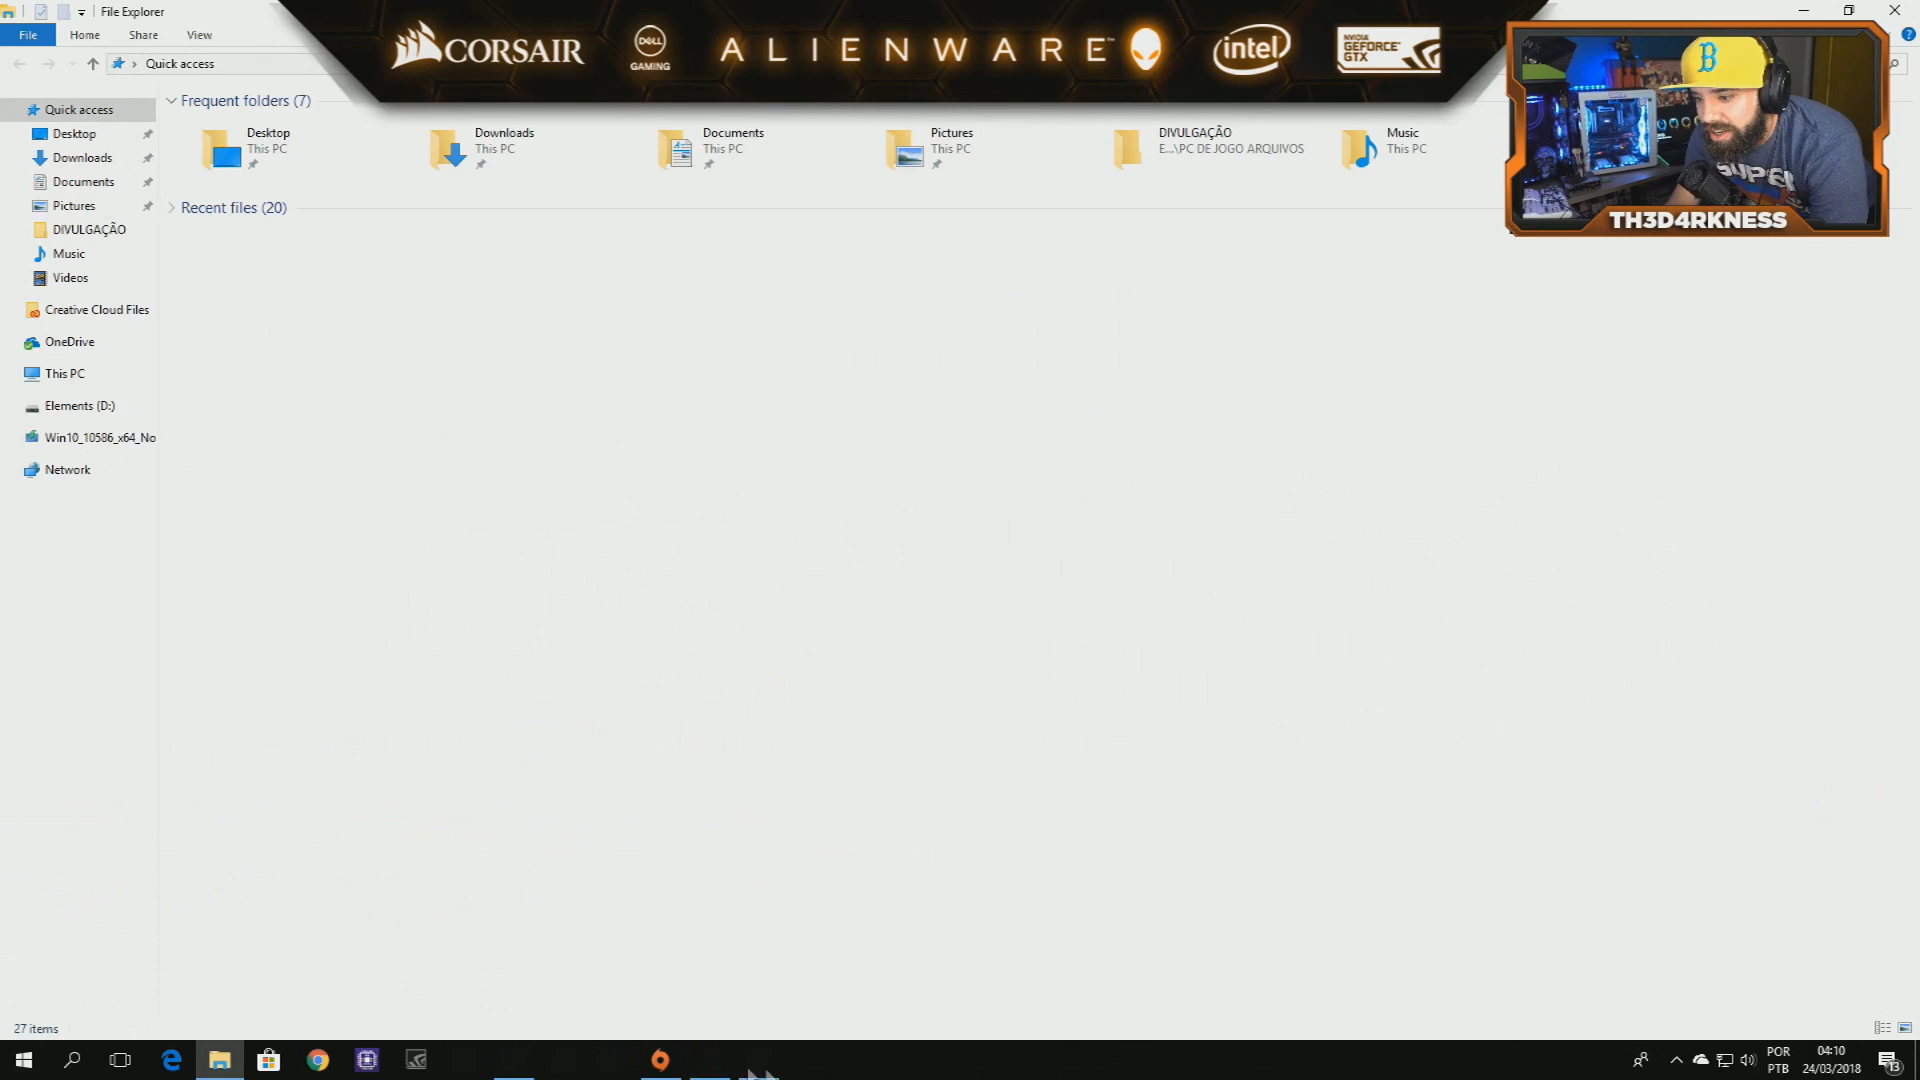 File Explorer
File Home Share View
Quick access
CORSAIR
DELL
GAMING
ALIENWARE™
intel
NVIDIA
GEFORCE
GTX
B
SUPER
TH3D4RKNESS
Quick access
Desktop
Downloads
Documents
Pictures
DIVULGAÇÃO
Music
Videos
Creative Cloud Files
OneDrive
This PC
Elements (D:)
Win10_10586_x64_No
Network
Frequent folders (7)
Desktop
This PC
Downloads
This PC
Documents
This PC
Pictures
This PC
DIVULGAÇÃO
E...\PC DE JOGO ARQUIVOS
Music
This PC
Recent files (20)
27 items
POR
PTB
04:10
24/03/2018
13